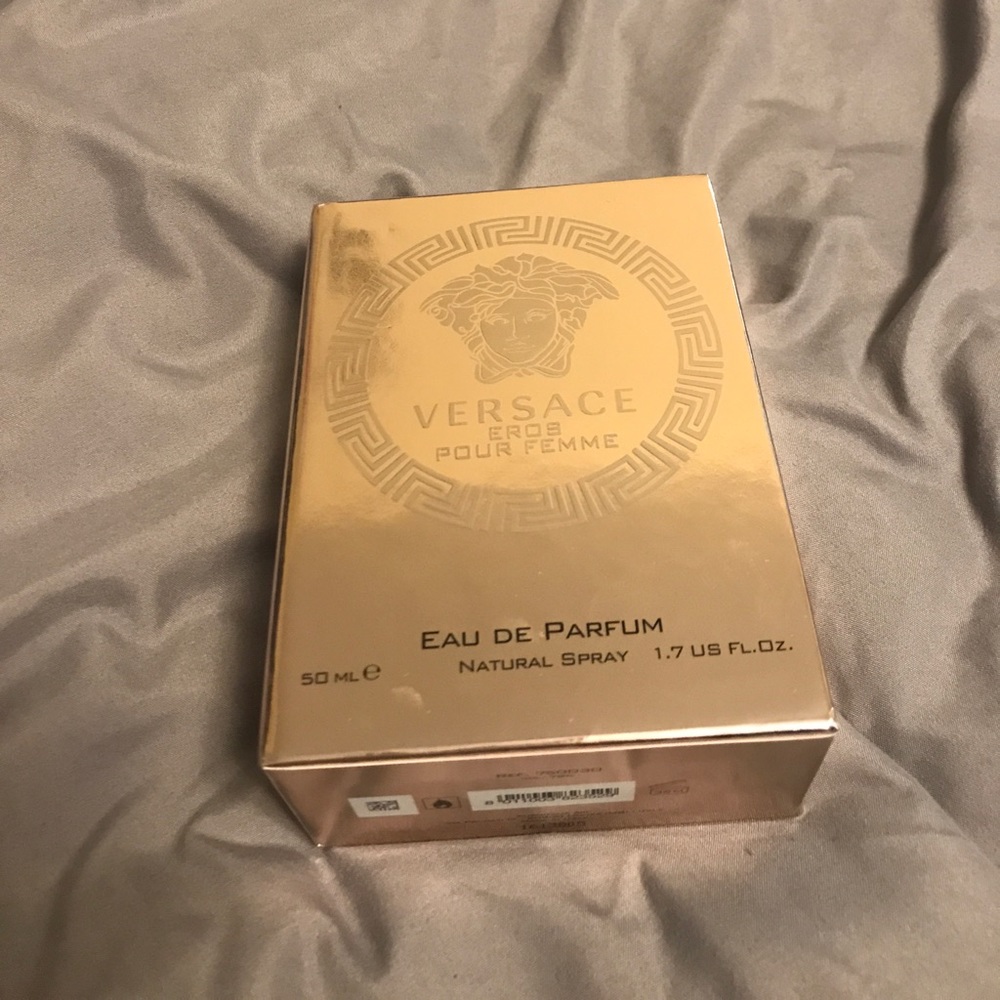 VERSACE
EROS
POUR FEMME
EAU DE PARFUM
50 ML e NATURAL SPRAY 1.7 US FL.OZ.